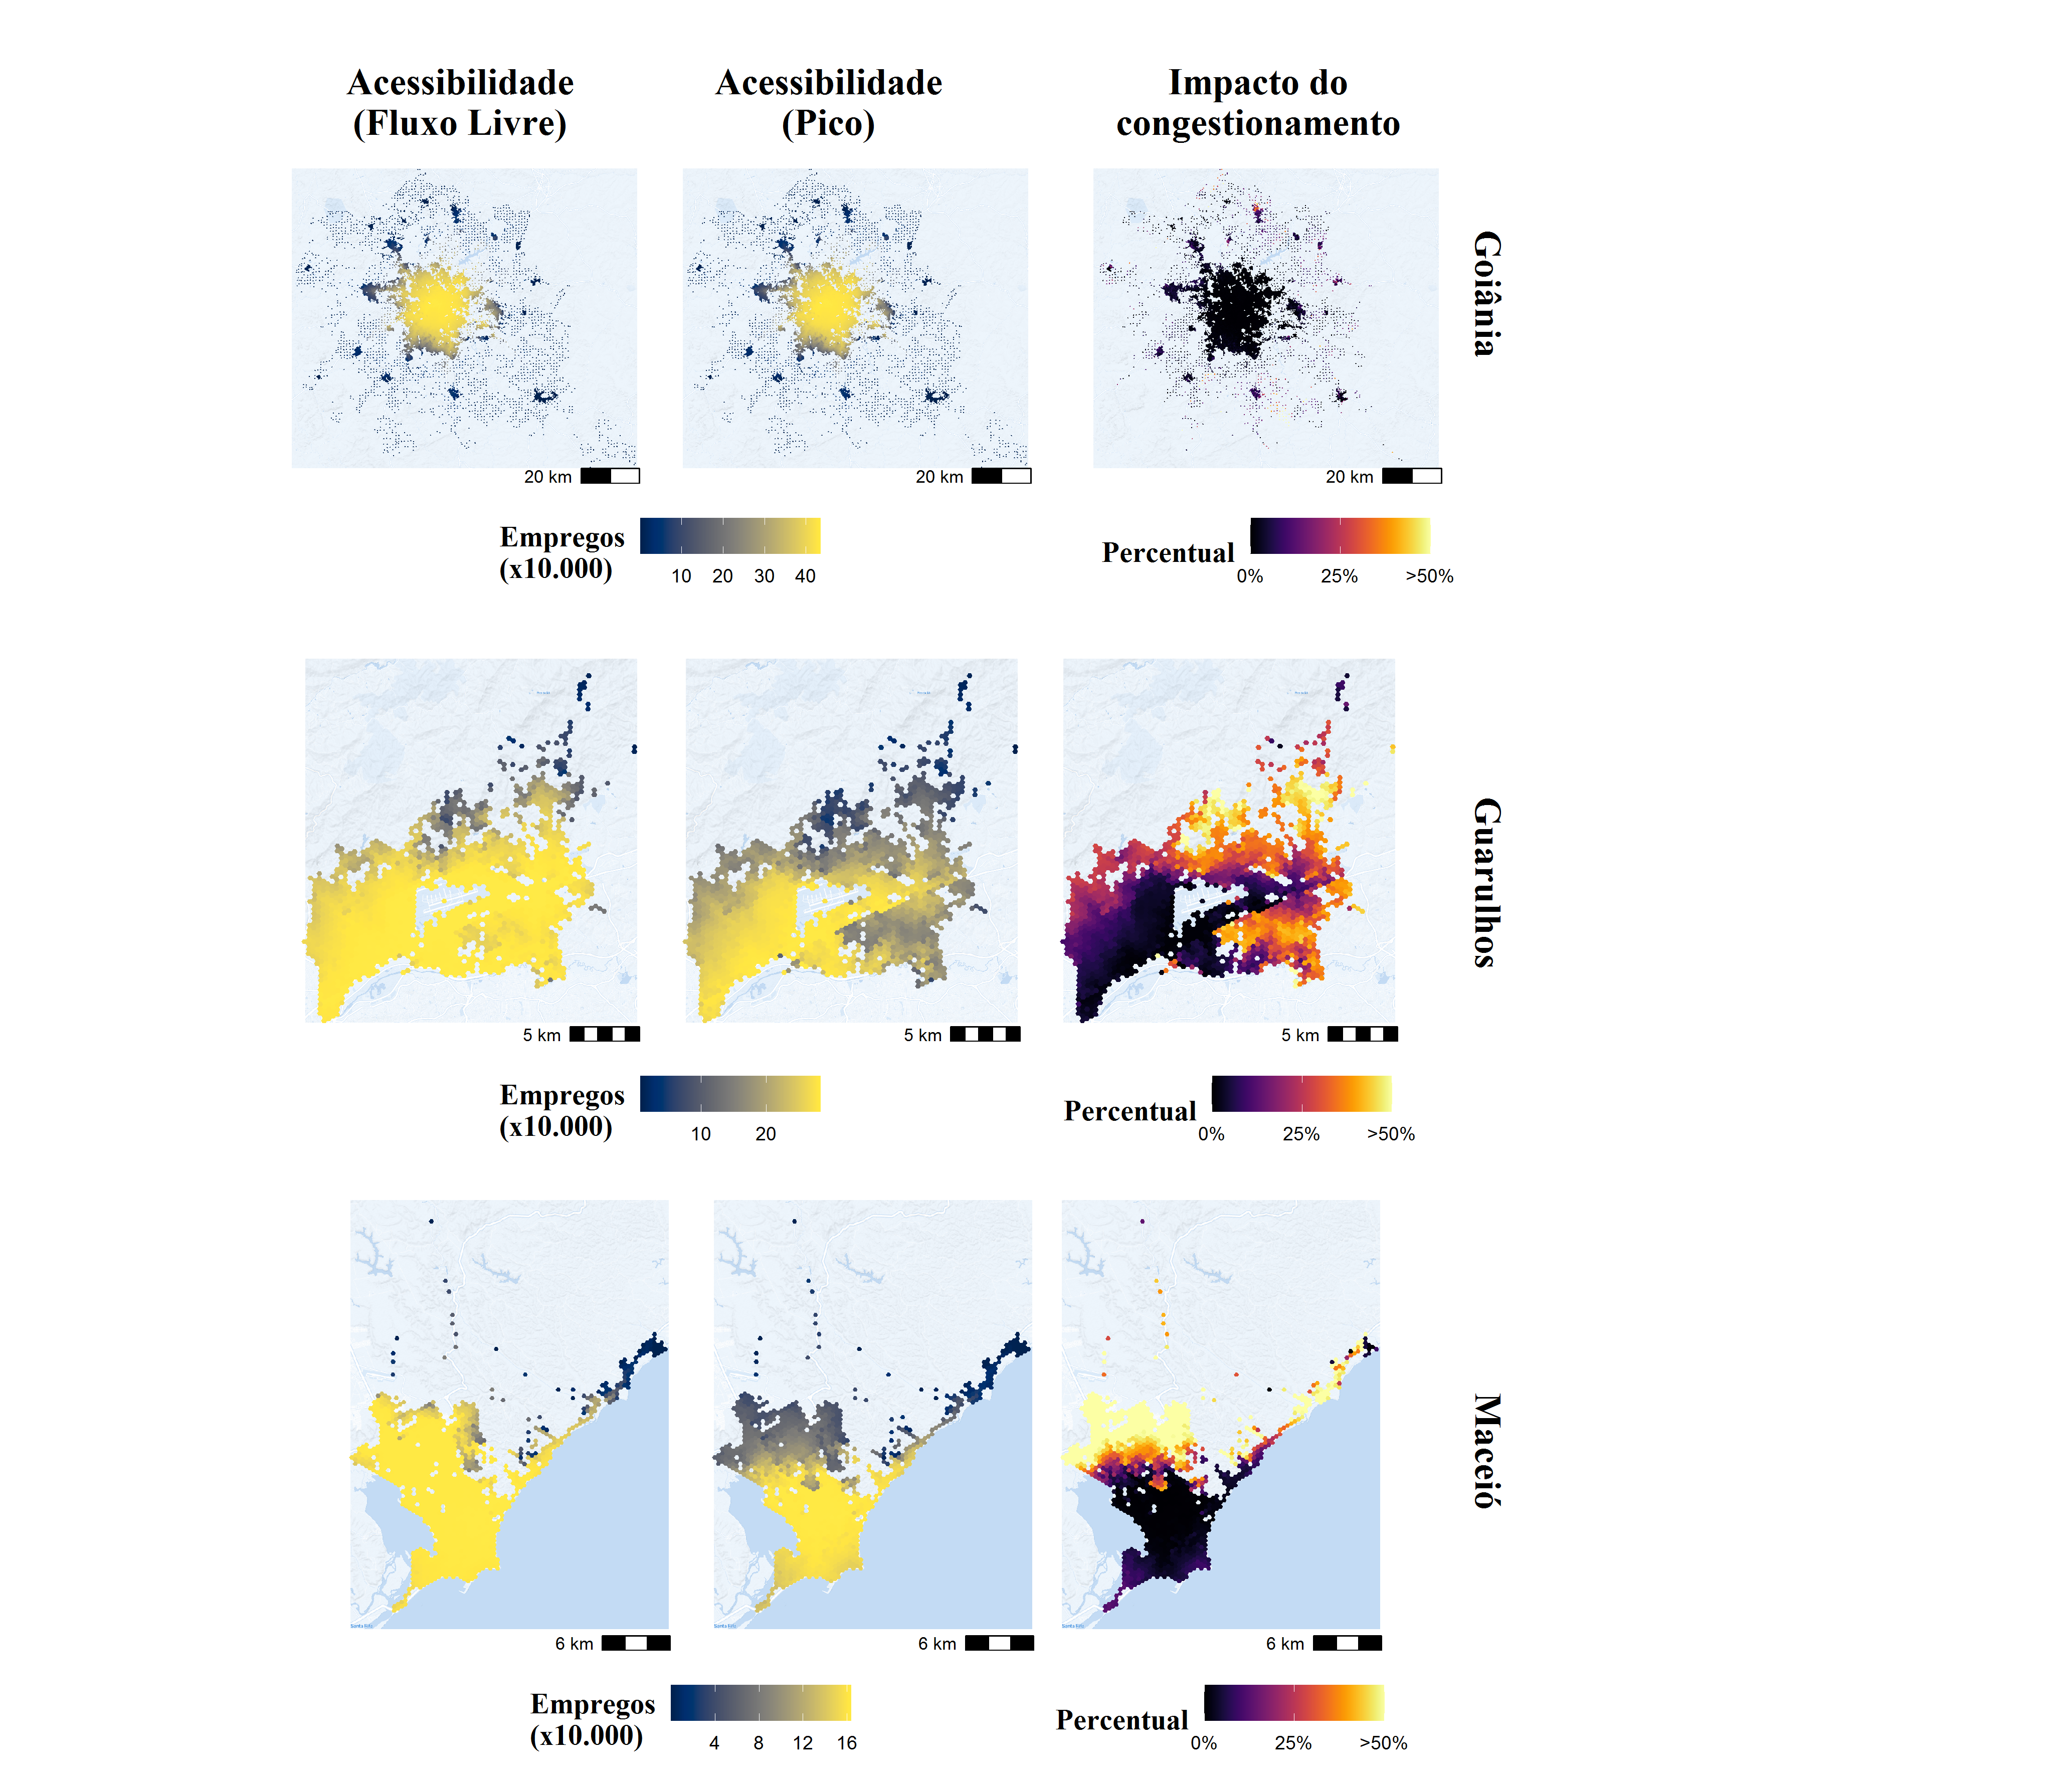 Acessibilidade
(Fluxo Livre)
Acessibilidade
(Pico)
Impacto do
congestionamento
Goiânia
20 km
20 km
20 km
Empregos
(x10.000)
10 20 30 40
Percentual
0% 25% >50%
Guarulhos
5 km
5 km
5 km
Empregos
(x10.000)
10 20
Percentual
0% 25% >50%
Maceió
6 km
6 km
6 km
Empregos
(x10.000)
4 8 12 16
Percentual
0% 25% >50%